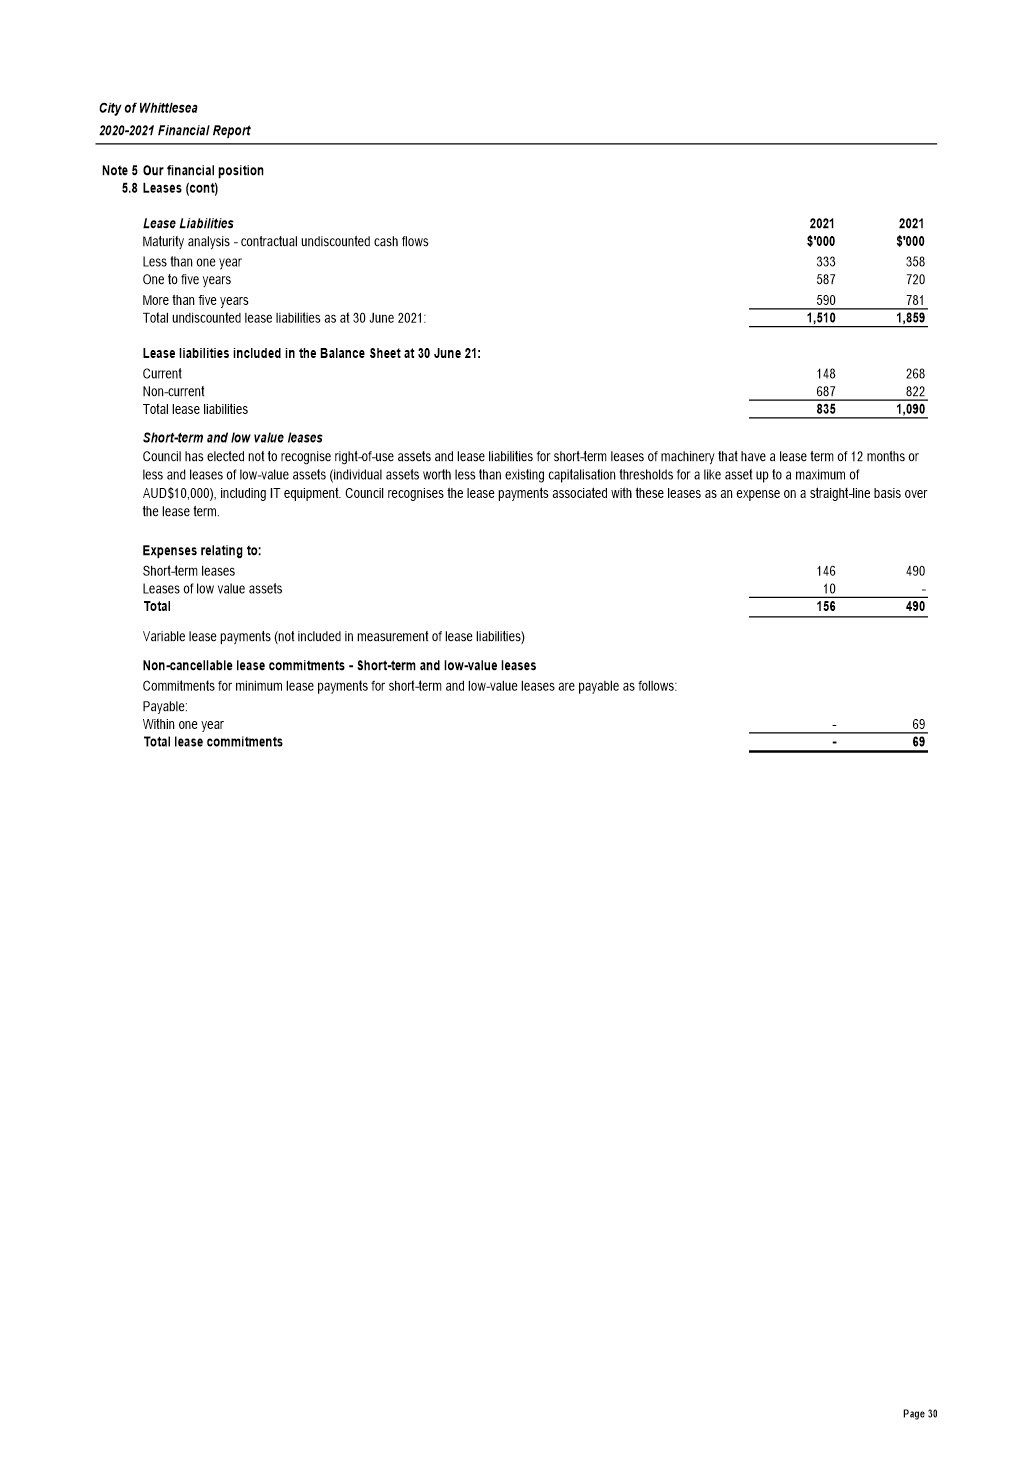 City of Whittlesea
2020-2021 Financial Report
Note 5 Our financial position
5.8 Leases (cont)
Lease Liabilities 2021 2021
Maturity analysis - contractual undiscounted cash flows $'000 $'000
Less than one year 333 358
One to five years 587 720
More than five years 590 781
Total undiscounted lease liabilities as at 30 June 2021: 1,510 1,859
Lease liabilities included in the Balance Sheet at 30 June 21:
Current 148 268
Non-current 687 822
Total lease liabilities 835 1,090
Short-term and low value leases
Council has elected not to recognise right-of-use assets and lease liabilities for short-term leases of machinery that have a lease term of 12 months or
less and leases of low-value assets (individual assets worth less than existing capitalisation thresholds for a like asset up to a maximum of
AUD$10,000), including IT equipment. Council recognises the lease payments associated with these leases as an expense on a straight-line basis over
the lease term.
Expenses relating to:
Short-term leases 146 490
Leases of low value assets 10 -
Total 156 490
Variable lease payments (not included in measurement of lease liabilities)
Non-cancellable lease commitments - Short-term and low-value leases
Commitments for minimum lease payments for short-term and low-value leases are payable as follows:
Payable:
Within one year - 69
Total lease commitments - 69
Page 30